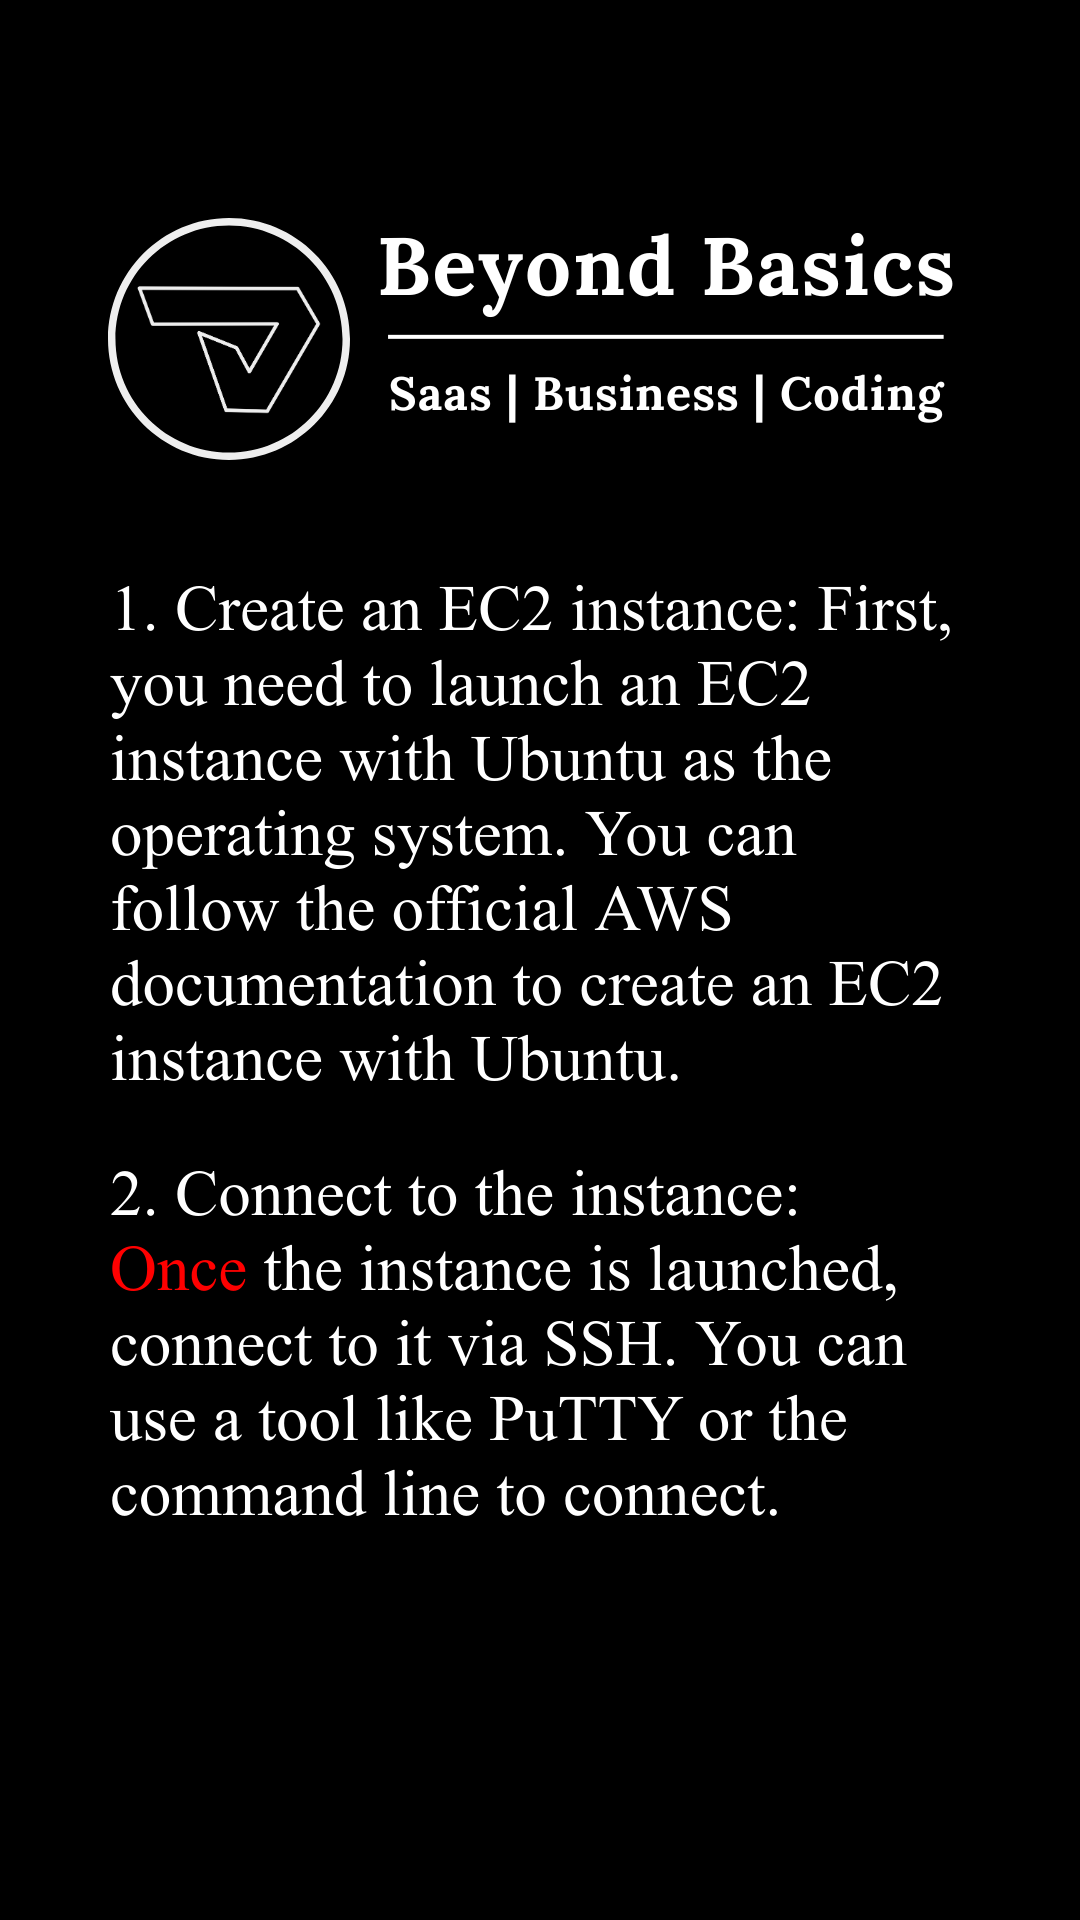 Beyond Basics
Saas | Business | Coding
1. Create an EC2 instance: First,
you need to launch an EC2
instance with Ubuntu as the
operating system. You can
follow the official AWS
documentation to create an EC2
instance with Ubuntu.
2. Connect to the instance:
Once the instance is launched,
connect to it via SSH. You can
use a tool like PuTTY or the
command line to connect.